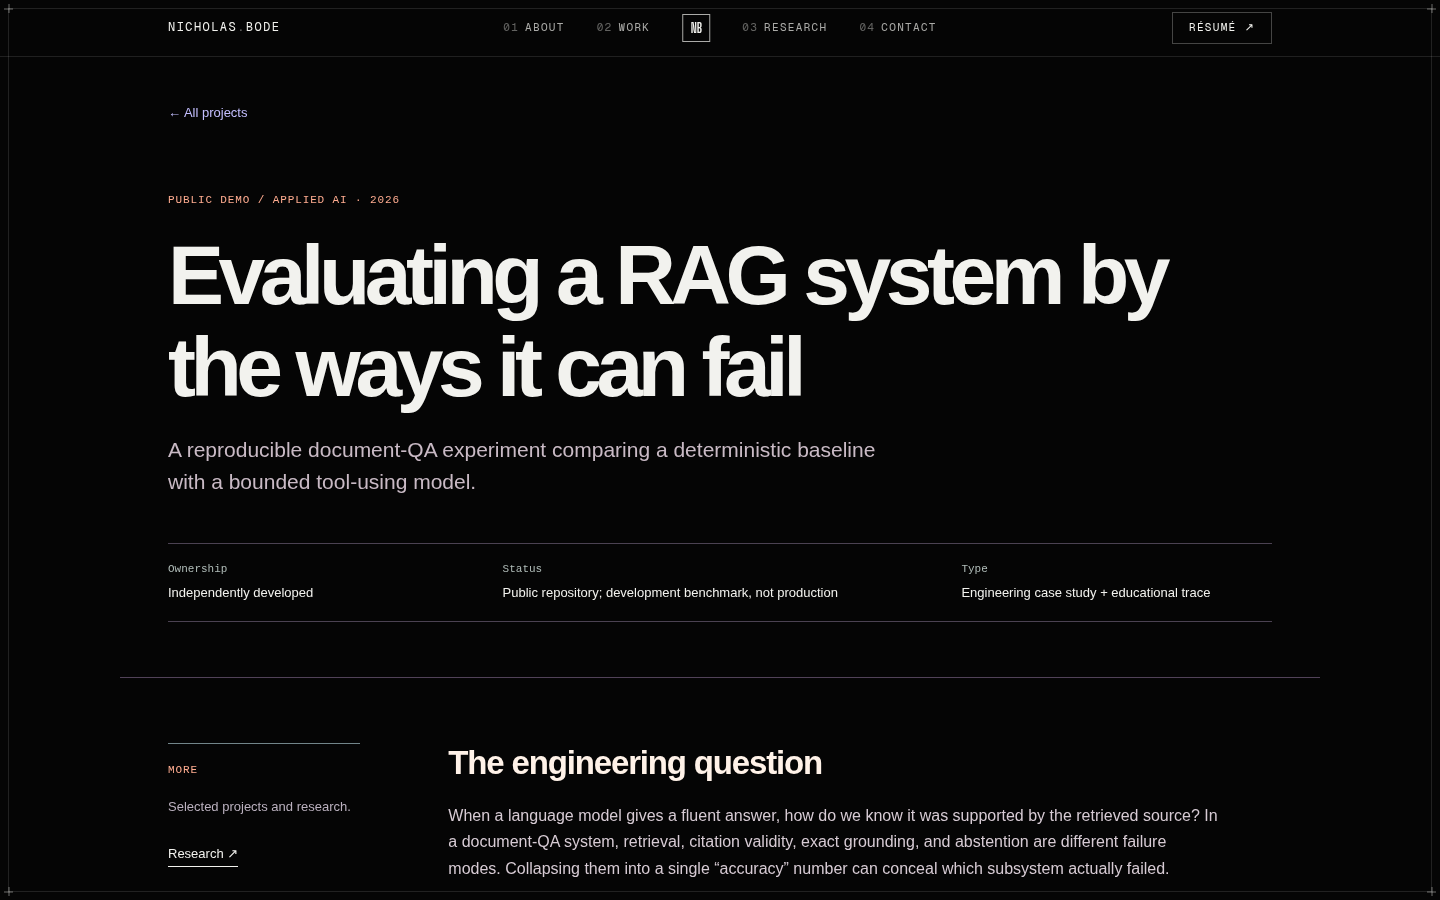 NICHOLAS.BODE
01 ABOUT
02 WORK
NB
03 RESEARCH
04 CONTACT
RÉSUMÉ ↗
← All projects
PUBLIC DEMO / APPLIED AI · 2026
Evaluating a RAG system by
the ways it can fail
A reproducible document-QA experiment comparing a deterministic baseline
with a bounded tool-using model.
Ownership
Independently developed
Status
Public repository; development benchmark, not production
Type
Engineering case study + educational trace
MORE
Selected projects and research.
Research ↗
The engineering question
When a language model gives a fluent answer, how do we know it was supported by the retrieved source? In
a document-QA system, retrieval, citation validity, exact grounding, and abstention are different failure
modes. Collapsing them into a single “accuracy” number can conceal which subsystem actually failed.